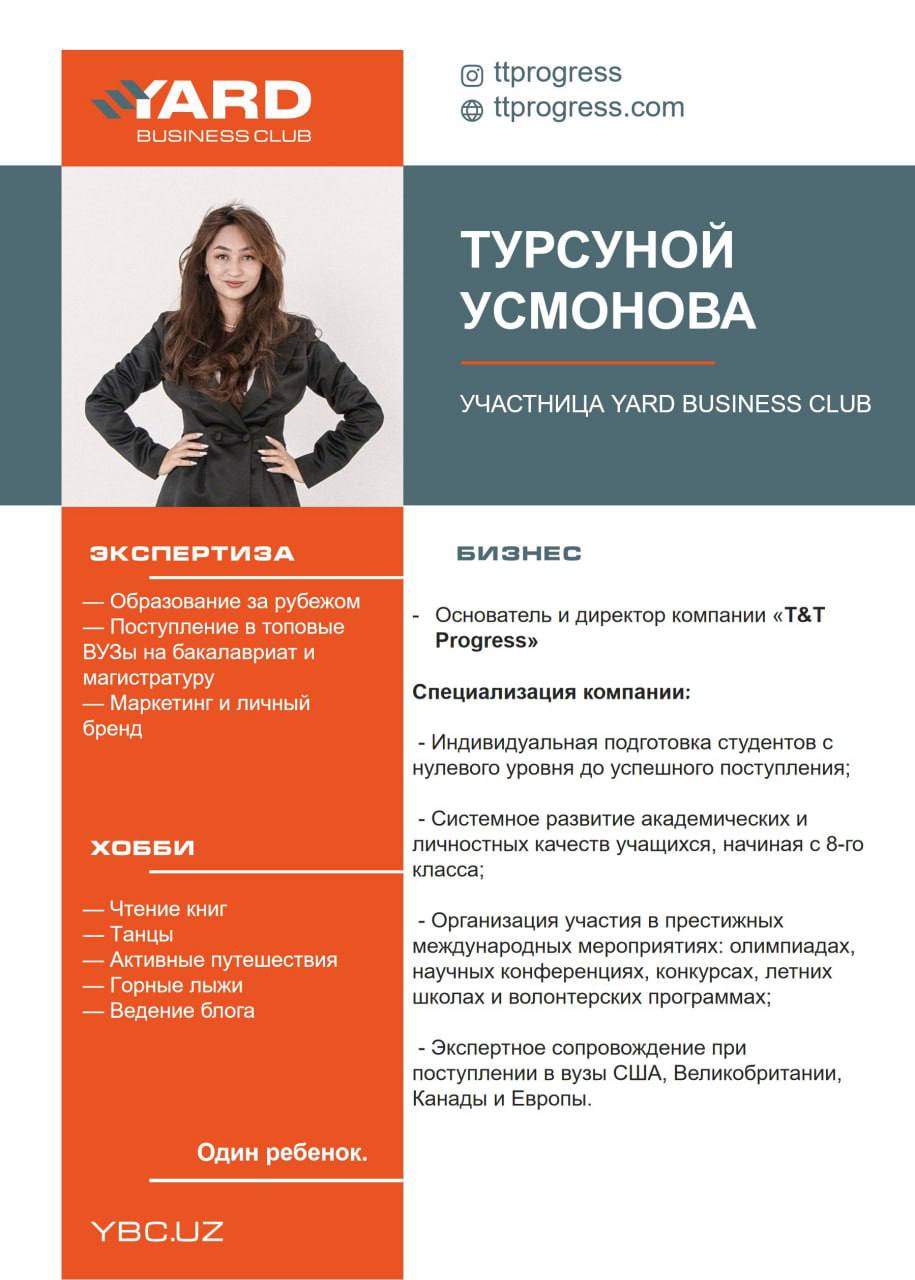 YARD
BUSINESS CLUB
ttprogress
ttprogress.com
ТУРСУНОЙ
УСМОНОВА
УЧАСТНИЦА YARD BUSINESS CLUB
ЭКСПЕРТИЗА
— Образование за рубежом
— Поступление в топовые
ВУЗы на бакалавриат и
магистратуру
— Маркетинг и личный
бренд
ХОББИ
— Чтение книг
— Танцы
— Активные путешествия
— Горные лыжи
— Ведение блога
Один ребенок.
YBC.UZ
БИЗНЕС
- Основатель и директор компании «T&T
Progress»
Специализация компании:
- Индивидуальная подготовка студентов с
нулевого уровня до успешного поступления;
- Системное развитие академических и
личностных качеств учащихся, начиная с 8-го
класса;
- Организация участия в престижных
международных мероприятиях: олимпиадах,
научных конференциях, конкурсах, летних
школах и волонтерских программах;
- Экспертное сопровождение при
поступлении в вузы США, Великобритании,
Канады и Европы.